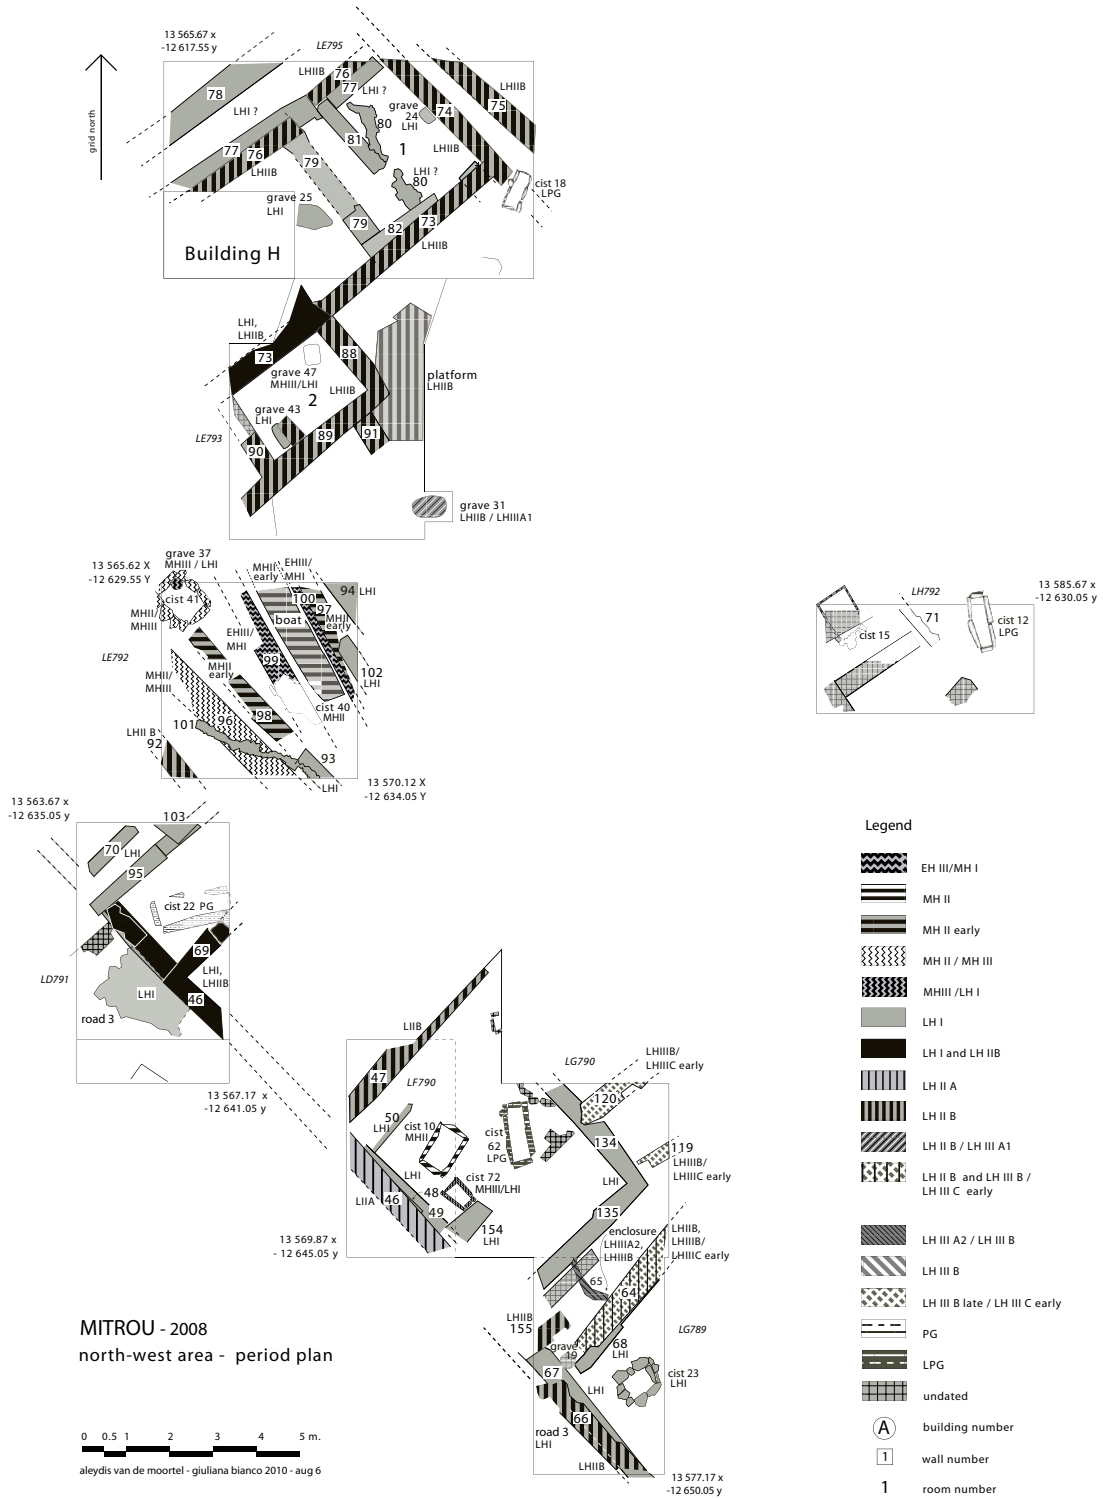 13 565.67 x
-12 617.55 y
grid north
LE795
LHIIB
76
77
LHI ?
78
LHI ?
grave
24
LHI
74
75
LHIIB
80
81
1
LHIIB
77
76
LHIIB
79
LHI ?
80
cist 18
LPG
grave 25
LHI
79
82
73
LHIIB
Building H
LHI,
LHIIB
73
88
grave 47
MHIII/LHI
LHIIB
2
platform
LHIIB
grave 43
LHI
89
91
LE793
90
grave 31
LHIIB / LHIIIA1
grave 37
MHIII / LHI
13 565.62 X
-12 629.55 Y
cist 41
MHII
early
EHIII/
MHI
94 LHI
100
97
MHII
early
boat
MHII/
MHIII
EHIII/
MHI
99
LE792
MHII
early
102
LHI
MHII/
MHIII
cist 40
MHII
101
96
98
LHII B
92
93
LHI
13 570.12 X
-12 634.05 Y
LH792
13 585.67 x
-12 630.05 y
71
cist 15
cist 12
LPG
13 563.67 x
-12 635.05 y
103
70
LHI
95
cist 22 PG
69
LHI,
LHIIB
LD791
LHI
46
road 3
13 567.17 x
-12 641.05 y
LIIB
47
LF790
50
LHI
cist 10
MHII
cist
62
LPG
LG790
LHIIIB/
LHIIIC early
120
134
119
LHIIIB/
LHIIIC early
LHI
cist 72
MHIII/LHI
LIIA
46
48
49
154
LHI
LHI
135
13 569.87 x
- 12 645.05 y
enclosure
LHIIIA2,
LHIIIB
LHIIB,
LHIIIB/
LHIIIC early
65
64
LHIIB
155
grave
19
68
LHI
LG789
67
LHI
cist 23
LHI
66
road 3
LHI
LHIIB
13 577.17 x
-12 650.05 y
MITROU - 2008
north-west area - period plan
0 0.5 1 2 3 4 5 m.
aleydis van de moortel - giuliana bianco 2010 - aug 6
Legend
EH III/MH I
MH II
MH II early
MH II / MH III
MHIII /LH I
LH I
LH I and LH IIB
LH II A
LH II B
LH II B / LH III A1
LH II B and LH III B /
LH III C early
LH III A2 / LH III B
LH III B
LH III B late / LH III C early
PG
LPG
undated
A building number
1 wall number
1 room number